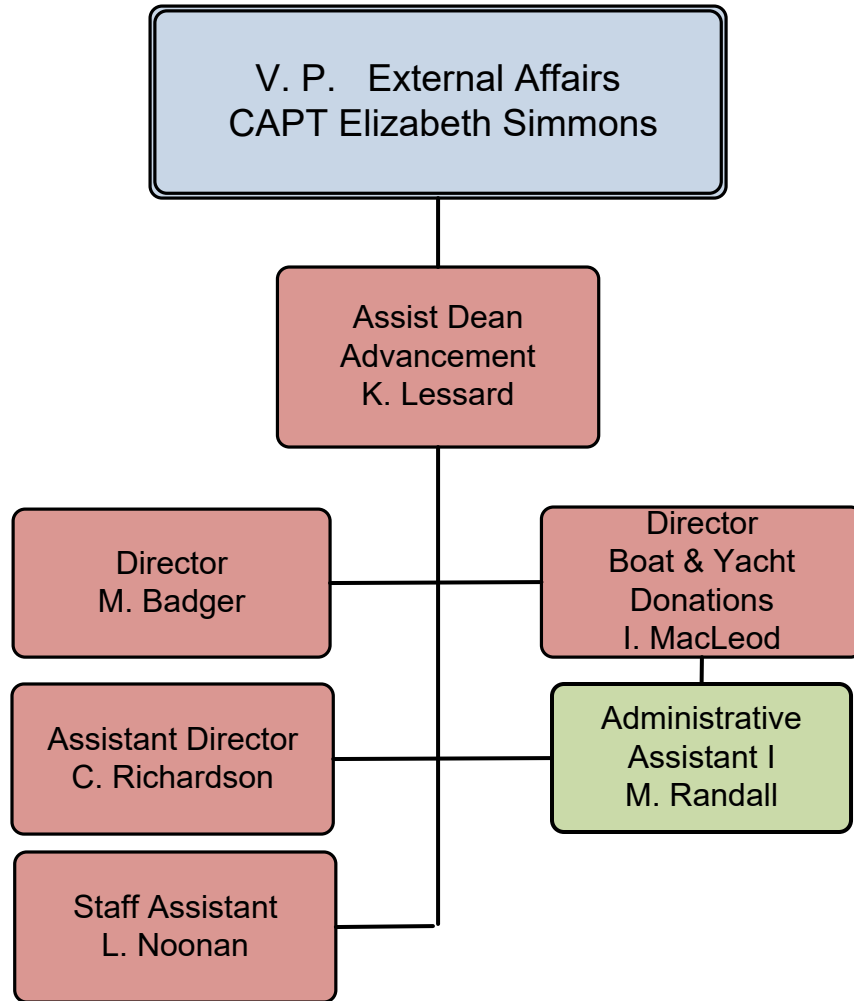 V. P. External Affairs
CAPT Elizabeth Simmons
Assist Dean
Advancement
K. Lessard
Director
M. Badger
Director
Boat & Yacht
Donations
I. MacLeod
Assistant Director
C. Richardson
Administrative
Assistant I
M. Randall
Staff Assistant
L. Noonan